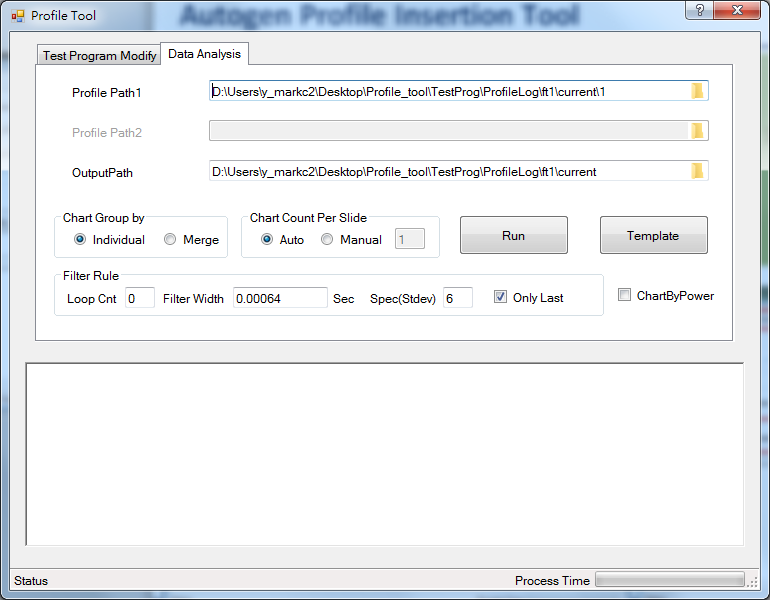 Autogen Profile Insertion Tool
Profile Tool
?
Test Program Modify Data Analysis
Profile Path1 D:\Users\y_markc2\Desktop\Profile_tool\TestProg\ProfileLog\ft1\current\1
Profile Path2
OutputPath D:\Users\y_markc2\Desktop\Profile_tool\TestProg\ProfileLog\ft1\current
Chart Group by Chart Count Per Slide
Individual Merge Auto Manual 1 Run Template
Filter Rule
Loop Cnt 0 Filter Width 0.00064 Sec Spec(Stdev) 6 Only Last ChartByPower
Status Process Time